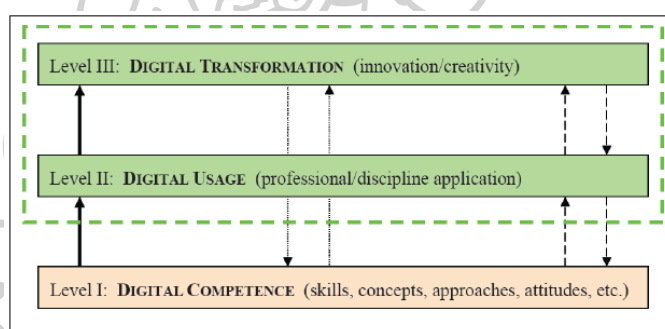 Level III: DIGITAL TRANSFORMATION (innovation/creativity)
Level II: DIGITAL USAGE (professional/discipline application)
Level I: DIGITAL COMPETENCE (skills, concepts, approaches, attitudes, etc.)